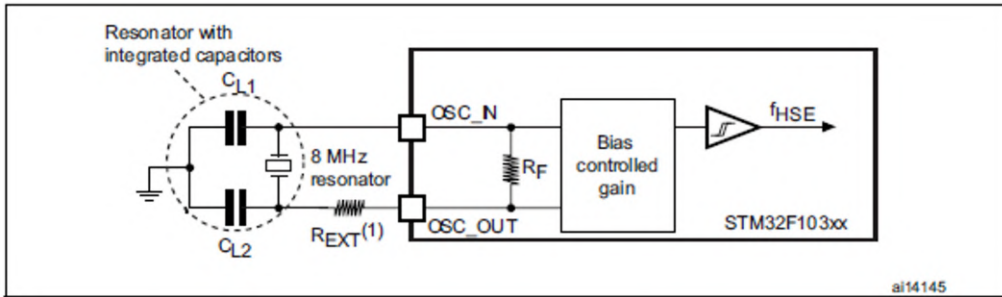 Resonator with
integrated capacitors
CL1
OSC_IN
fHSE
8 MHz
resonator
RF
Bias
controlled
gain
REXT(1)
OSC_OUT
STM32F103xx
CL2
ai14145